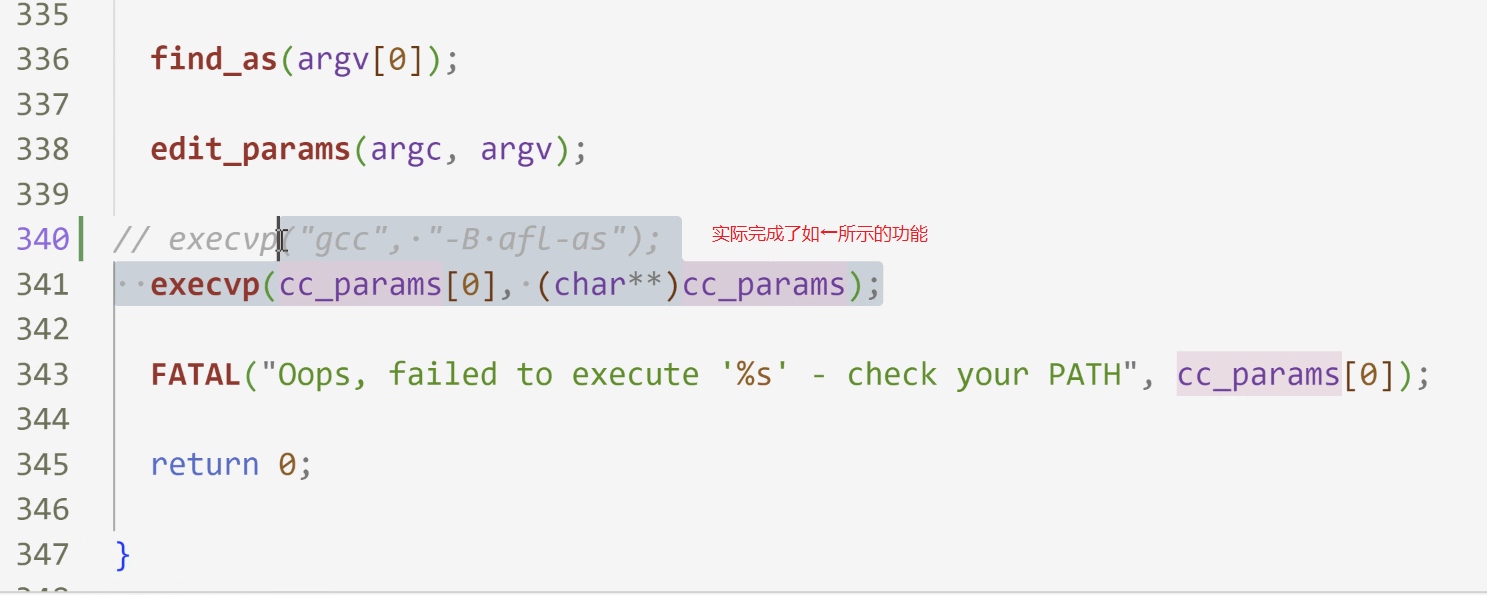 335
336 find_as(argv[0]);
337
338 edit_params(argc, argv);
339
340 // execvp("gcc", "-B afl-as"); 实际完成了如←所示的功能
341 execvp(cc_params[0], (char**)cc_params);
342
343 FATAL("Oops, failed to execute '%s' - check your PATH", cc_params[0]);
344
345 return 0;
346
347 }